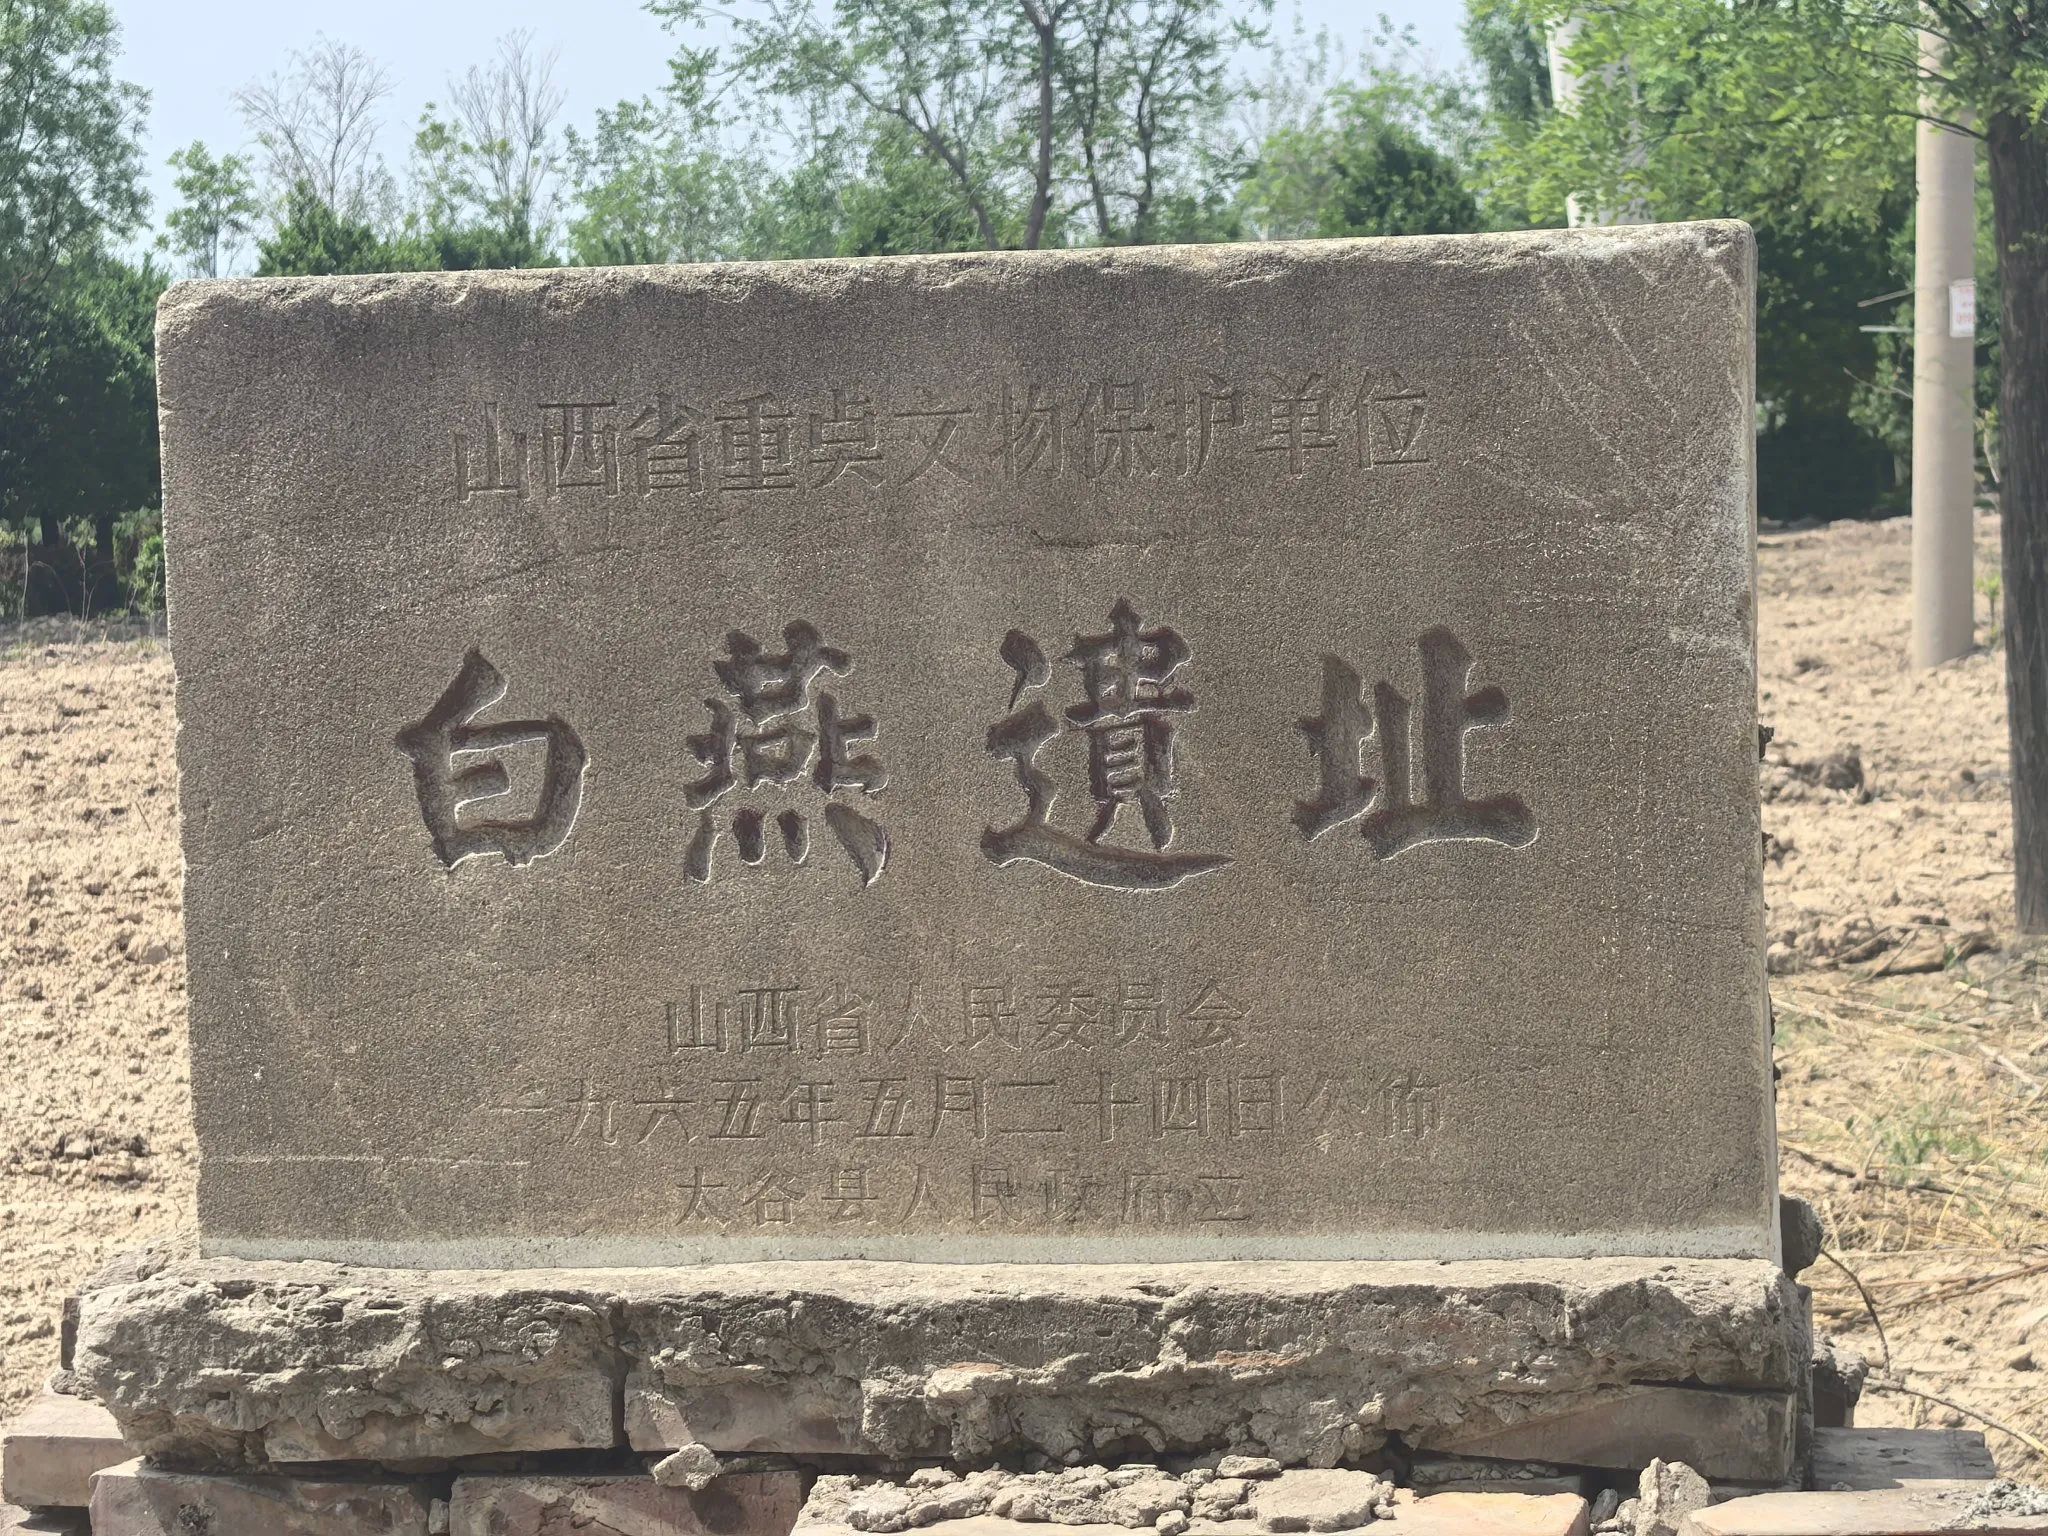 山西省重点文物保护单位
白燕遺址
山西省人民委员会
一九六五年五月二十四日公佈
太谷县人民政府立